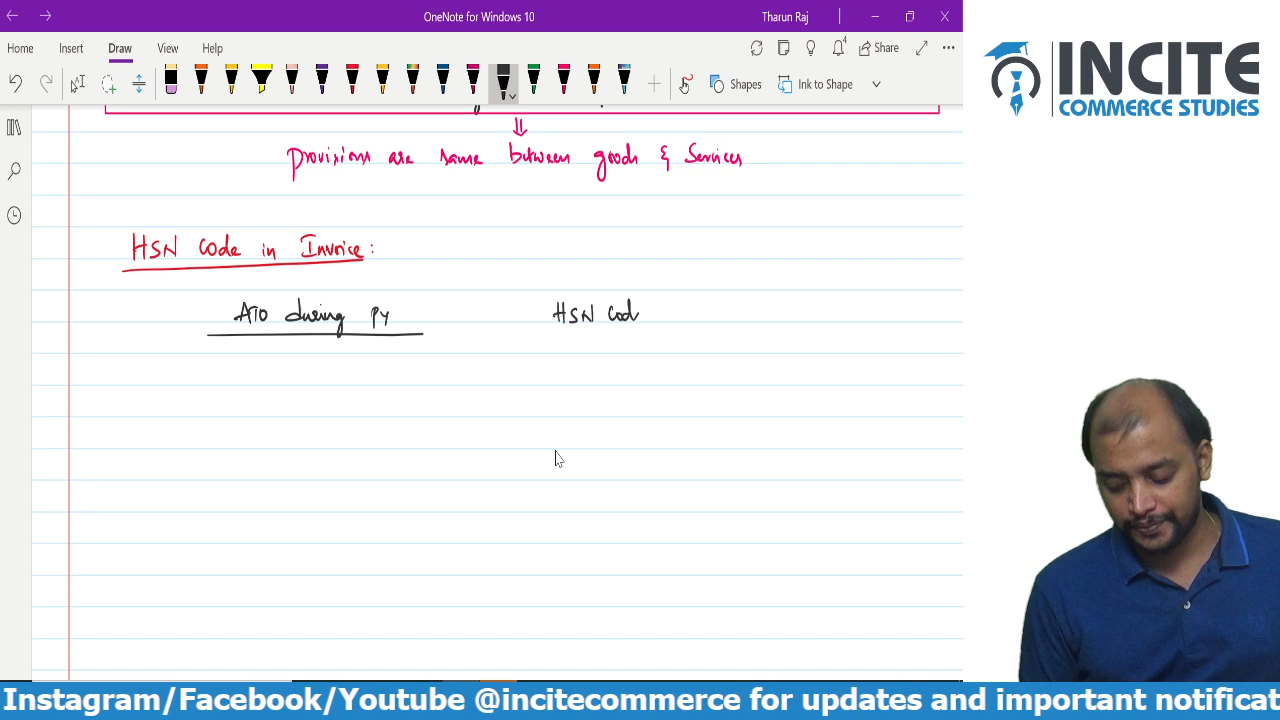 OneNote for Windows 10
Tharun Raj
Home Insert Draw View Help
4
Share
Shapes
Ink to Shape
INCITE
COMMERCE STUDIES
provisions are same between goods & Services
HSN Code in Invoice:
ATO during PY HSN Cod
Instagram/Facebook/Youtube @incitecommerce for updates and important notificat